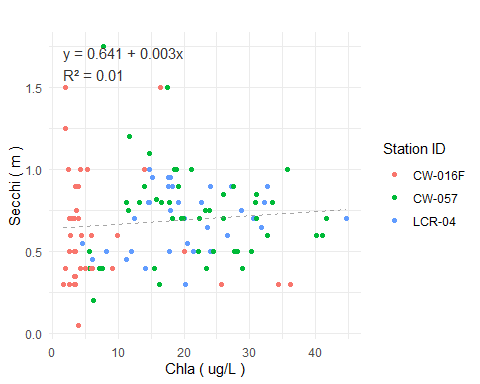 y = 0.641 + 0.003x
R² = 0.01
1.5
1.0
0.5
0.0
Secchi ( m )
0
10
20
30
40
Chla ( ug/L )
Station ID
CW-016F
CW-057
LCR-04